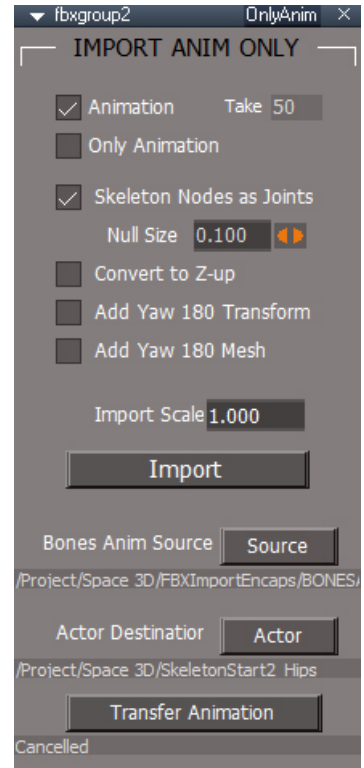 fbxgroup2 OnlyAnim
IMPORT ANIM ONLY
Animation Take 50
Only Animation
Skeleton Nodes as Joints
Null Size 0.100
Convert to Z-up
Add Yaw 180 Transform
Add Yaw 180 Mesh
Import Scale 1.000
Import
Bones Anim Source Source
/Project/Space 3D/FBXImportEncaps/BONES
Actor Destinatior Actor
/Project/Space 3D/SkeletonStart2 Hips
Transfer Animation
Cancelled